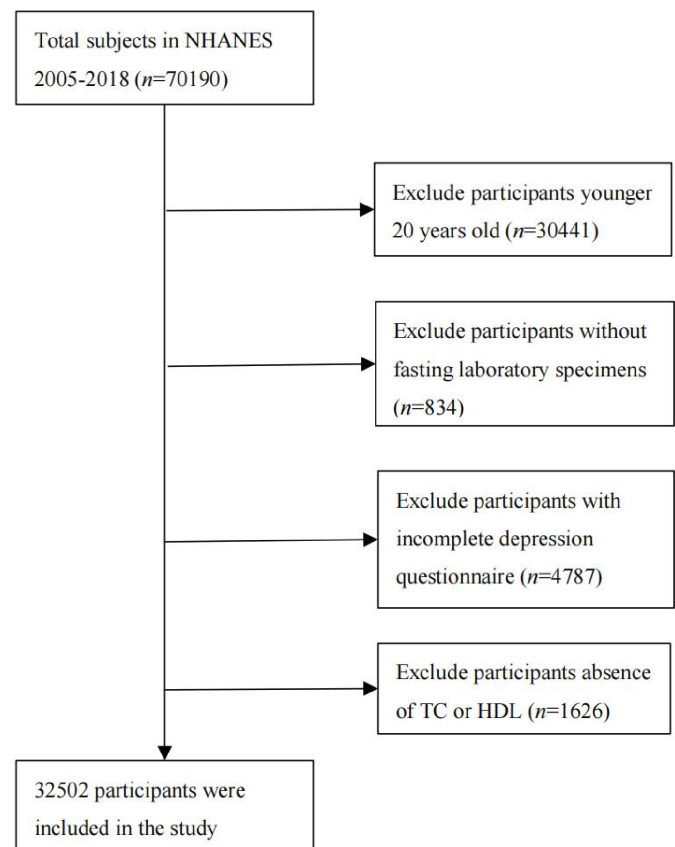 Total subjects in NHANES
2005-2018 (n=70190)
Exclude participants younger
20 years old (n=30441)
Exclude participants without
fasting laboratory specimens
(n=834)
Exclude participants with
incomplete depression
questionnaire (n=4787)
Exclude participants absence
of TC or HDL (n=1626)
32502 participants were
included in the study